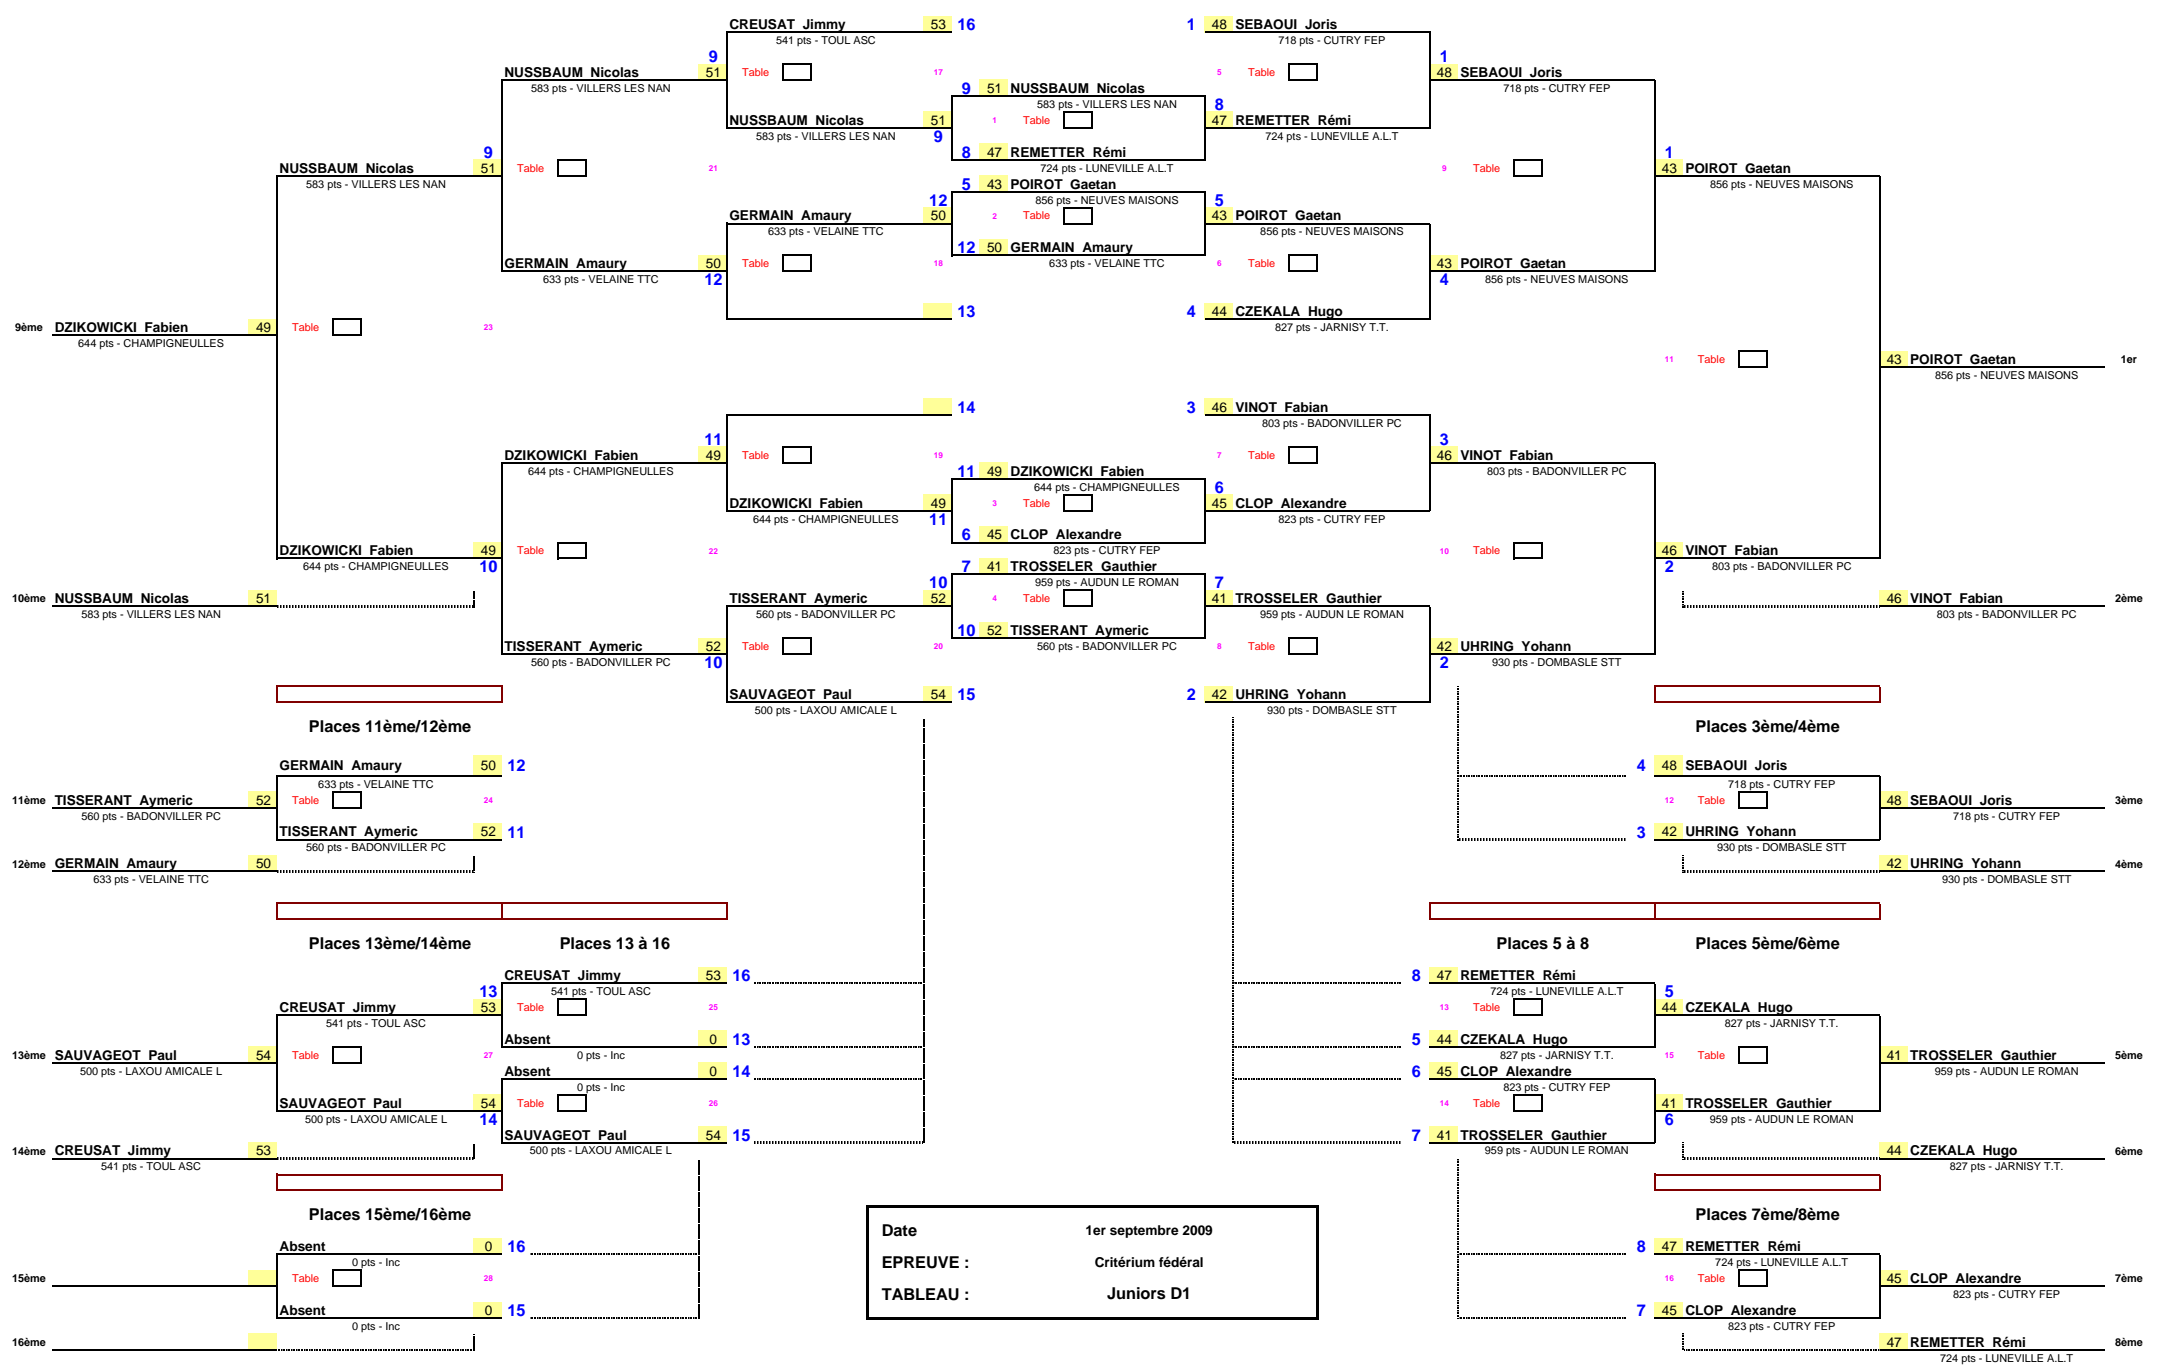 CREUSAT Jimmy 53 16 1 48 SEBAOUI Joris
541 pts - TOUL ASC 718 pts - CUTRY FEP
9 1
NUSSBAUM Nicolas 51 Table 17 5 Table 48 SEBAOUI Joris
583 pts - VILLERS LES NAN 9 51 NUSSBAUM Nicolas 718 pts - CUTRY FEP
583 pts - VILLERS LES NAN 8
NUSSBAUM Nicolas 51 1 Table 47 REMETTER Rémi
583 pts - VILLERS LES NAN 9 724 pts - LUNEVILLE A.L.T
9 8 47 REMETTER Rémi 1
NUSSBAUM Nicolas 51 Table 21 724 pts - LUNEVILLE A.L.T 9 Table 43 POIROT Gaetan
583 pts - VILLERS LES NAN 5 43 POIROT Gaetan 856 pts - NEUVES MAISONS
12 856 pts - NEUVES MAISONS 5
GERMAIN Amaury 50 2 Table 43 POIROT Gaetan
633 pts - VELAINE TTC 856 pts - NEUVES MAISONS
12 50 GERMAIN Amaury
GERMAIN Amaury 50 Table 18 633 pts - VELAINE TTC 6 Table 43 POIROT Gaetan
633 pts - VELAINE TTC 12 4 856 pts - NEUVES MAISONS
13 4 44 CZEKALA Hugo
9ème DZIKOWICKI Fabien 49 Table 23 827 pts - JARNISY T.T.
644 pts - CHAMPIGNEULLES
11 Table 43 POIROT Gaetan 1er
856 pts - NEUVES MAISONS
14 3 46 VINOT Fabian
803 pts - BADONVILLER PC
11 3
DZIKOWICKI Fabien 49 Table 19 7 Table 46 VINOT Fabian
644 pts - CHAMPIGNEULLES 11 49 DZIKOWICKI Fabien 803 pts - BADONVILLER PC
644 pts - CHAMPIGNEULLES 6
DZIKOWICKI Fabien 49 3 Table 45 CLOP Alexandre
644 pts - CHAMPIGNEULLES 11 823 pts - CUTRY FEP
6 45 CLOP Alexandre
DZIKOWICKI Fabien 49 Table 22 823 pts - CUTRY FEP 10 Table 46 VINOT Fabian
644 pts - CHAMPIGNEULLES 10 7 41 TROSSELER Gauthier 2 803 pts - BADONVILLER PC
10 959 pts - AUDUN LE ROMAN 7
10ème NUSSBAUM Nicolas 51 TISSERANT Aymeric 52 4 Table 41 TROSSELER Gauthier 46 VINOT Fabian 2ème
583 pts - VILLERS LES NAN 560 pts - BADONVILLER PC 959 pts - AUDUN LE ROMAN 803 pts - BADONVILLER PC
10 52 TISSERANT Aymeric
TISSERANT Aymeric 52 Table 20 560 pts - BADONVILLER PC 8 Table 42 UHRING Yohann
560 pts - BADONVILLER PC 10 2 930 pts - DOMBASLE STT
SAUVAGEOT Paul 54 15 2 42 UHRING Yohann
500 pts - LAXOU AMICALE L 930 pts - DOMBASLE STT
Places 11ème/12ème Places 3ème/4ème
GERMAIN Amaury 50 12 4 48 SEBAOUI Joris
633 pts - VELAINE TTC 718 pts - CUTRY FEP
11ème TISSERANT Aymeric 52 Table 24 12 Table 48 SEBAOUI Joris 3ème
560 pts - BADONVILLER PC 718 pts - CUTRY FEP
TISSERANT Aymeric 52 11 3 42 UHRING Yohann
560 pts - BADONVILLER PC 930 pts - DOMBASLE STT
12ème GERMAIN Amaury 50 42 UHRING Yohann 4ème
633 pts - VELAINE TTC 930 pts - DOMBASLE STT
Places 13ème/14ème Places 13 à 16 Places 5 à 8 Places 5ème/6ème
CREUSAT Jimmy 53 16 8 47 REMETTER Rémi
13 541 pts - TOUL ASC 724 pts - LUNEVILLE A.L.T 5
CREUSAT Jimmy 53 Table 25 13 Table 44 CZEKALA Hugo
541 pts - TOUL ASC 827 pts - JARNISY T.T.
Absent 0 13 5 44 CZEKALA Hugo
13ème SAUVAGEOT Paul 54 Table 27 0 pts - Inc 827 pts - JARNISY T.T. 15 Table 41 TROSSELER Gauthier 5ème
500 pts - LAXOU AMICALE L Absent 0 14 6 45 CLOP Alexandre 959 pts - AUDUN LE ROMAN
0 pts - Inc 823 pts - CUTRY FEP
SAUVAGEOT Paul 54 Table 26 14 Table 41 TROSSELER Gauthier
500 pts - LAXOU AMICALE L 14 6 959 pts - AUDUN LE ROMAN
SAUVAGEOT Paul 54 15 7 41 TROSSELER Gauthier
14ème CREUSAT Jimmy 53 500 pts - LAXOU AMICALE L 959 pts - AUDUN LE ROMAN 44 CZEKALA Hugo 6ème
541 pts - TOUL ASC 827 pts - JARNISY T.T.
Places 15ème/16ème Places 7ème/8ème
Date 1er septembre 2009
Absent 0 16 8 47 REMETTER Rémi
0 pts - Inc EPREUVE : Critérium fédéral 724 pts - LUNEVILLE A.L.T
15ème Table 28 16 Table 45 CLOP Alexandre 7ème
TABLEAU : Juniors D1 823 pts - CUTRY FEP
Absent 0 15 7 45 CLOP Alexandre
0 pts - Inc 823 pts - CUTRY FEP
16ème 47 REMETTER Rémi 8ème
724 pts - LUNEVILLE A.L.T